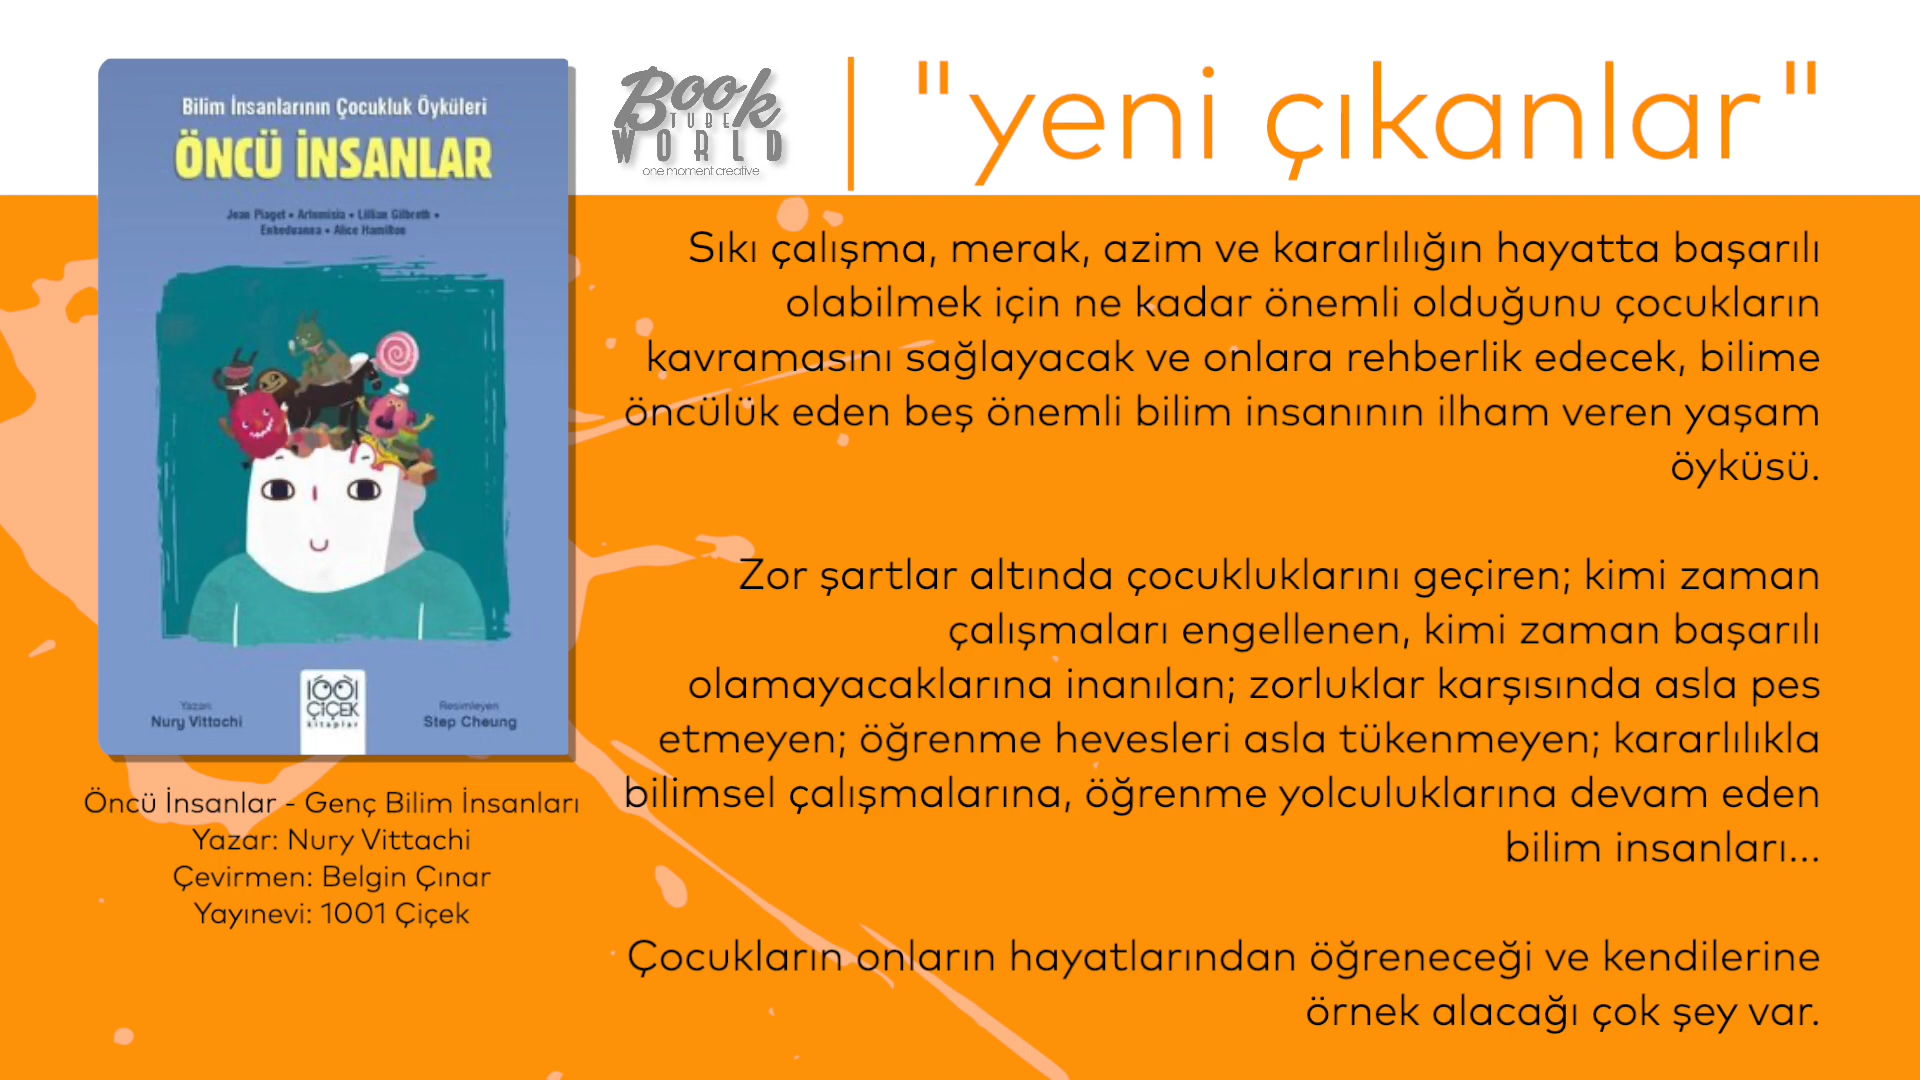 Bilim İnsanlarının Çocukluk Öyküleri
ÖNCÜ İNSANLAR
Jean Piaget • Artemisia • Lillian Gilbreth •
Enheduanna • Alice Hamilton
Yazan
Nury Vittachi
1001
ÇİÇEK
kitaplar
Resimleyen
Step Cheung
Öncü İnsanlar - Genç Bilim İnsanları
Yazar: Nury Vittachi
Çevirmen: Belgin Çınar
Yayınevi: 1001 Çiçek
Book
TUBE
WORLD
one moment creative
"yeni çıkanlar"
Sıkı çalışma, merak, azim ve kararlılığın hayatta başarılı
olabilmek için ne kadar önemli olduğunu çocukların
kavramasını sağlayacak ve onlara rehberlik edecek, bilime
öncülük eden beş önemli bilim insanının ilham veren yaşam
öyküsü.
Zor şartlar altında çocukluklarını geçiren; kimi zaman
çalışmaları engellenen, kimi zaman başarılı
olamayacaklarına inanılan; zorluklar karşısında asla pes
etmeyen; öğrenme hevesleri asla tükenmeyen; kararlılıkla
bilimsel çalışmalarına, öğrenme yolculuklarına devam eden
bilim insanları...
Çocukların onların hayatlarından öğreneceği ve kendilerine
örnek alacağı çok şey var.